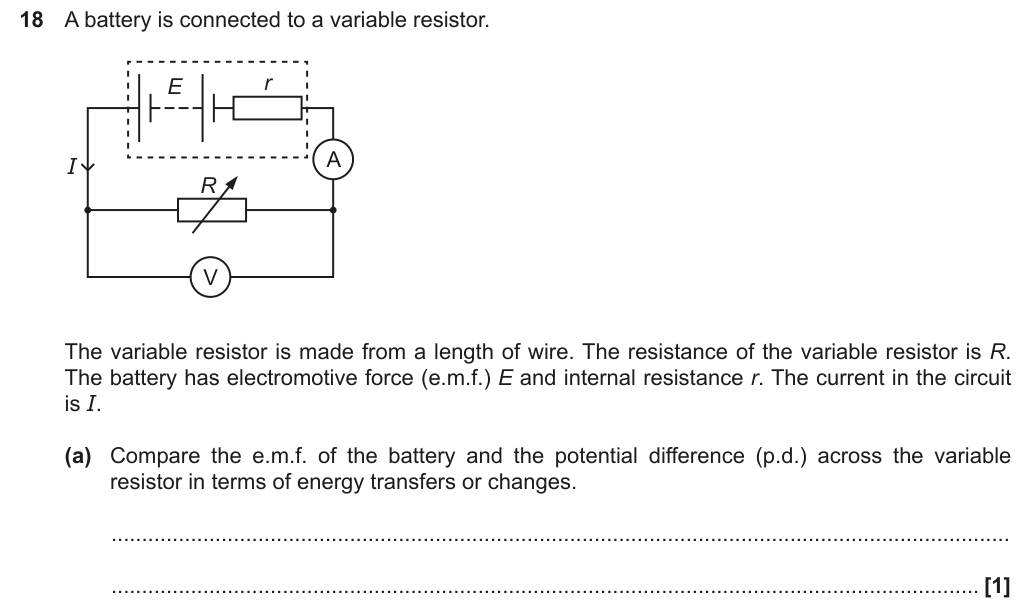 18 A battery is connected to a variable resistor.
E r
A
I
R
V
The variable resistor is made from a length of wire. The resistance of the variable resistor is R.
The battery has electromotive force (e.m.f.) E and internal resistance r. The current in the circuit
is I.
(a) Compare the e.m.f. of the battery and the potential difference (p.d.) across the variable
resistor in terms of energy transfers or changes.
[1]